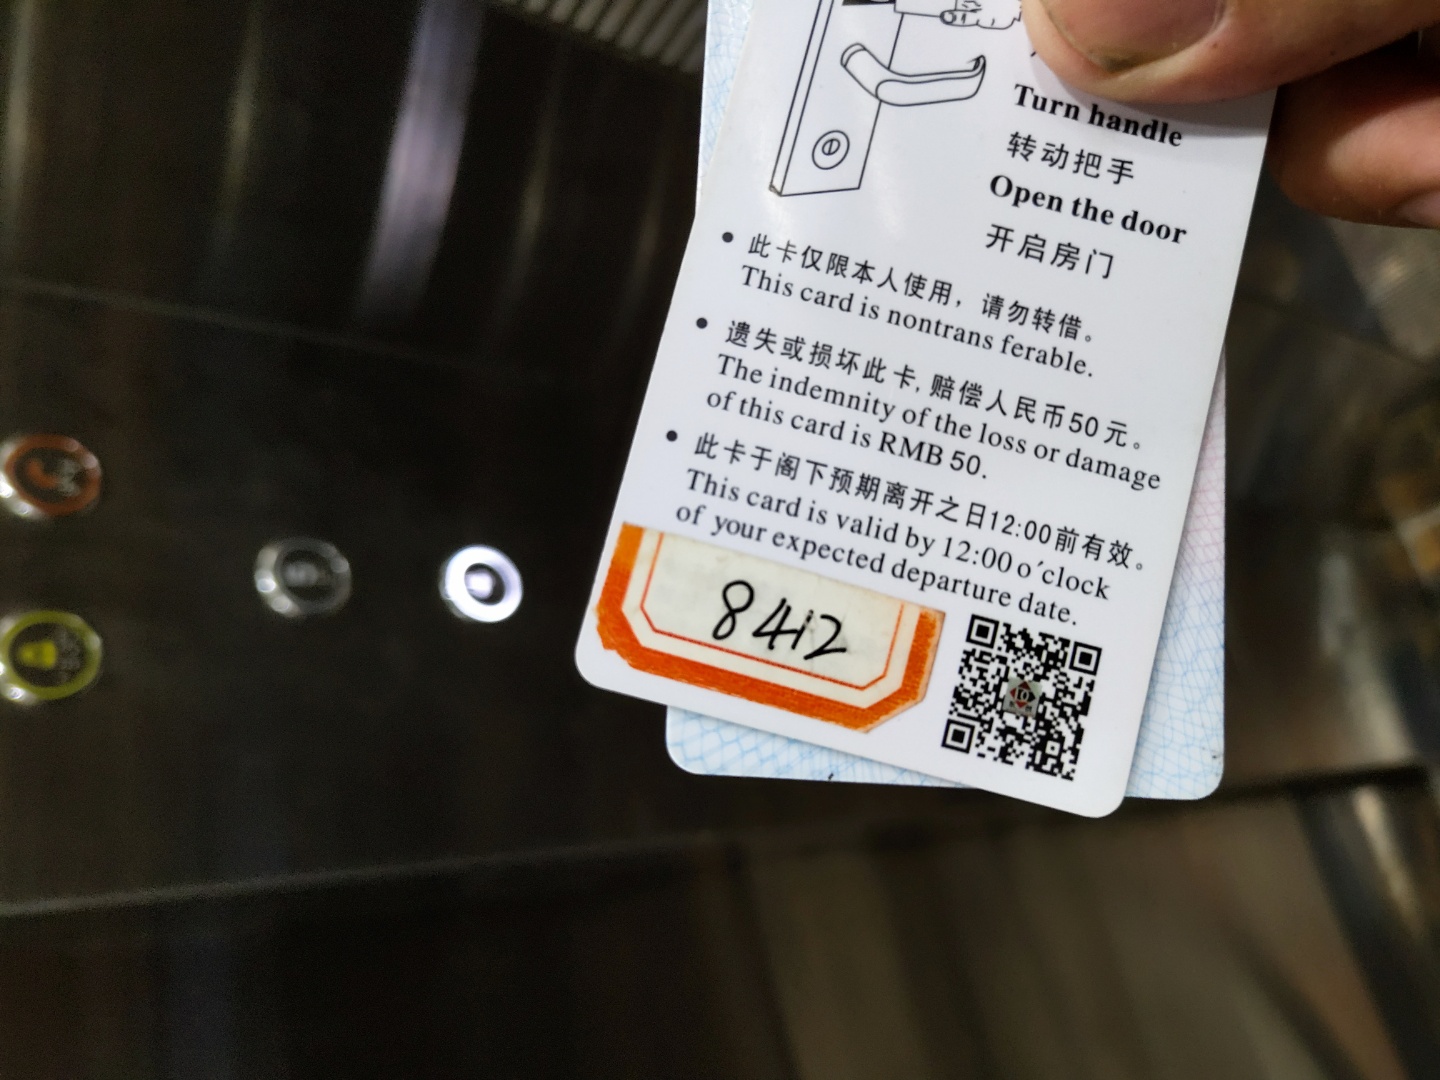 Turn handle
转动把手
Open the door
开启房门
此卡仅限本人使用，请勿转借。
This card is nontrans ferable.
遗失或损坏此卡,赔偿人民币50元。
The indemnity of the loss or damage
of this card is RMB 50.
此卡于阁下预期离开之日12:00前有效。
This card is valid by 12:00 o'clock
of your expected departure date.
842